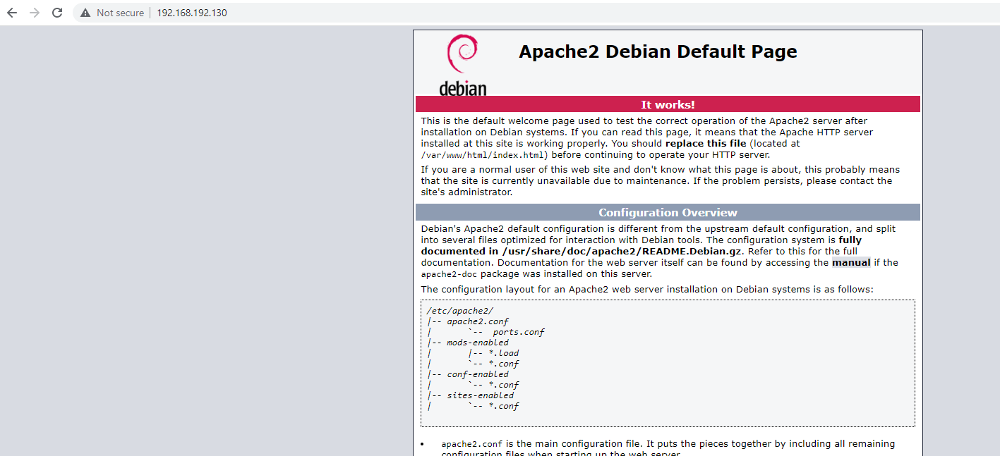 Not secure | 192.168.192.130
debian
Apache2 Debian Default Page
It works!
This is the default welcome page used to test the correct operation of the Apache2 server after
installation on Debian systems. If you can read this page, it means that the Apache HTTP server
installed at this site is working properly. You should replace this file (located at
/var/www/html/index.html) before continuing to operate your HTTP server.
If you are a normal user of this web site and don't know what this page is about, this probably means
that the site is currently unavailable due to maintenance. If the problem persists, please contact the
site's administrator.
Configuration Overview
Debian's Apache2 default configuration is different from the upstream default configuration, and split
into several files optimized for interaction with Debian tools. The configuration system is fully
documented in /usr/share/doc/apache2/README.Debian.gz. Refer to this for the full
documentation. Documentation for the web server itself can be found by accessing the manual if the
apache2-doc package was installed on this server.
The configuration layout for an Apache2 web server installation on Debian systems is as follows:
/etc/apache2/
|-- apache2.conf
|       `--  ports.conf
|-- mods-enabled
|       |-- *.load
|       `-- *.conf
|-- conf-enabled
|       `-- *.conf
|-- sites-enabled
|       `-- *.conf
• apache2.conf is the main configuration file. It puts the pieces together by including all remaining
configuration files when starting up the web server.